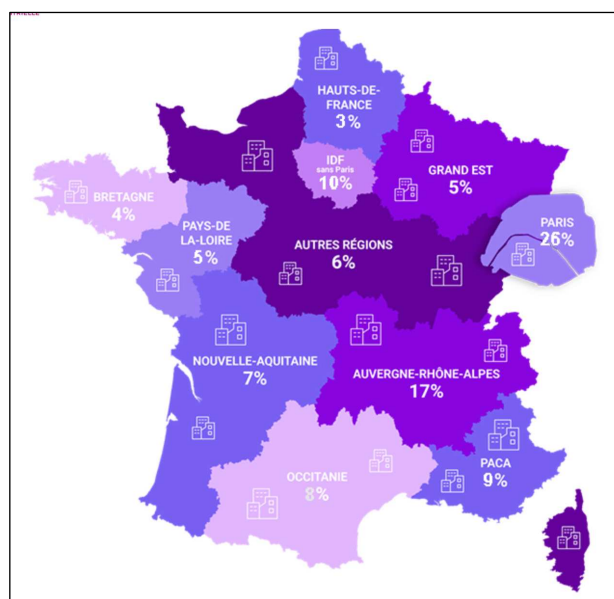 HAUTS-DE-
FRANCE
3%
IDF
sans Paris
10%
GRAND EST
5%
BRETAGNE
4%
PAYS-DE
LA-LOIRE
5%
PARIS
26%
AUTRES RÉGIONS
6%
NOUVELLE-AQUITAINE
7%
AUVERGNE-RHÔNE-ALPES
17%
OCCITANIE
8%
PACA
9%